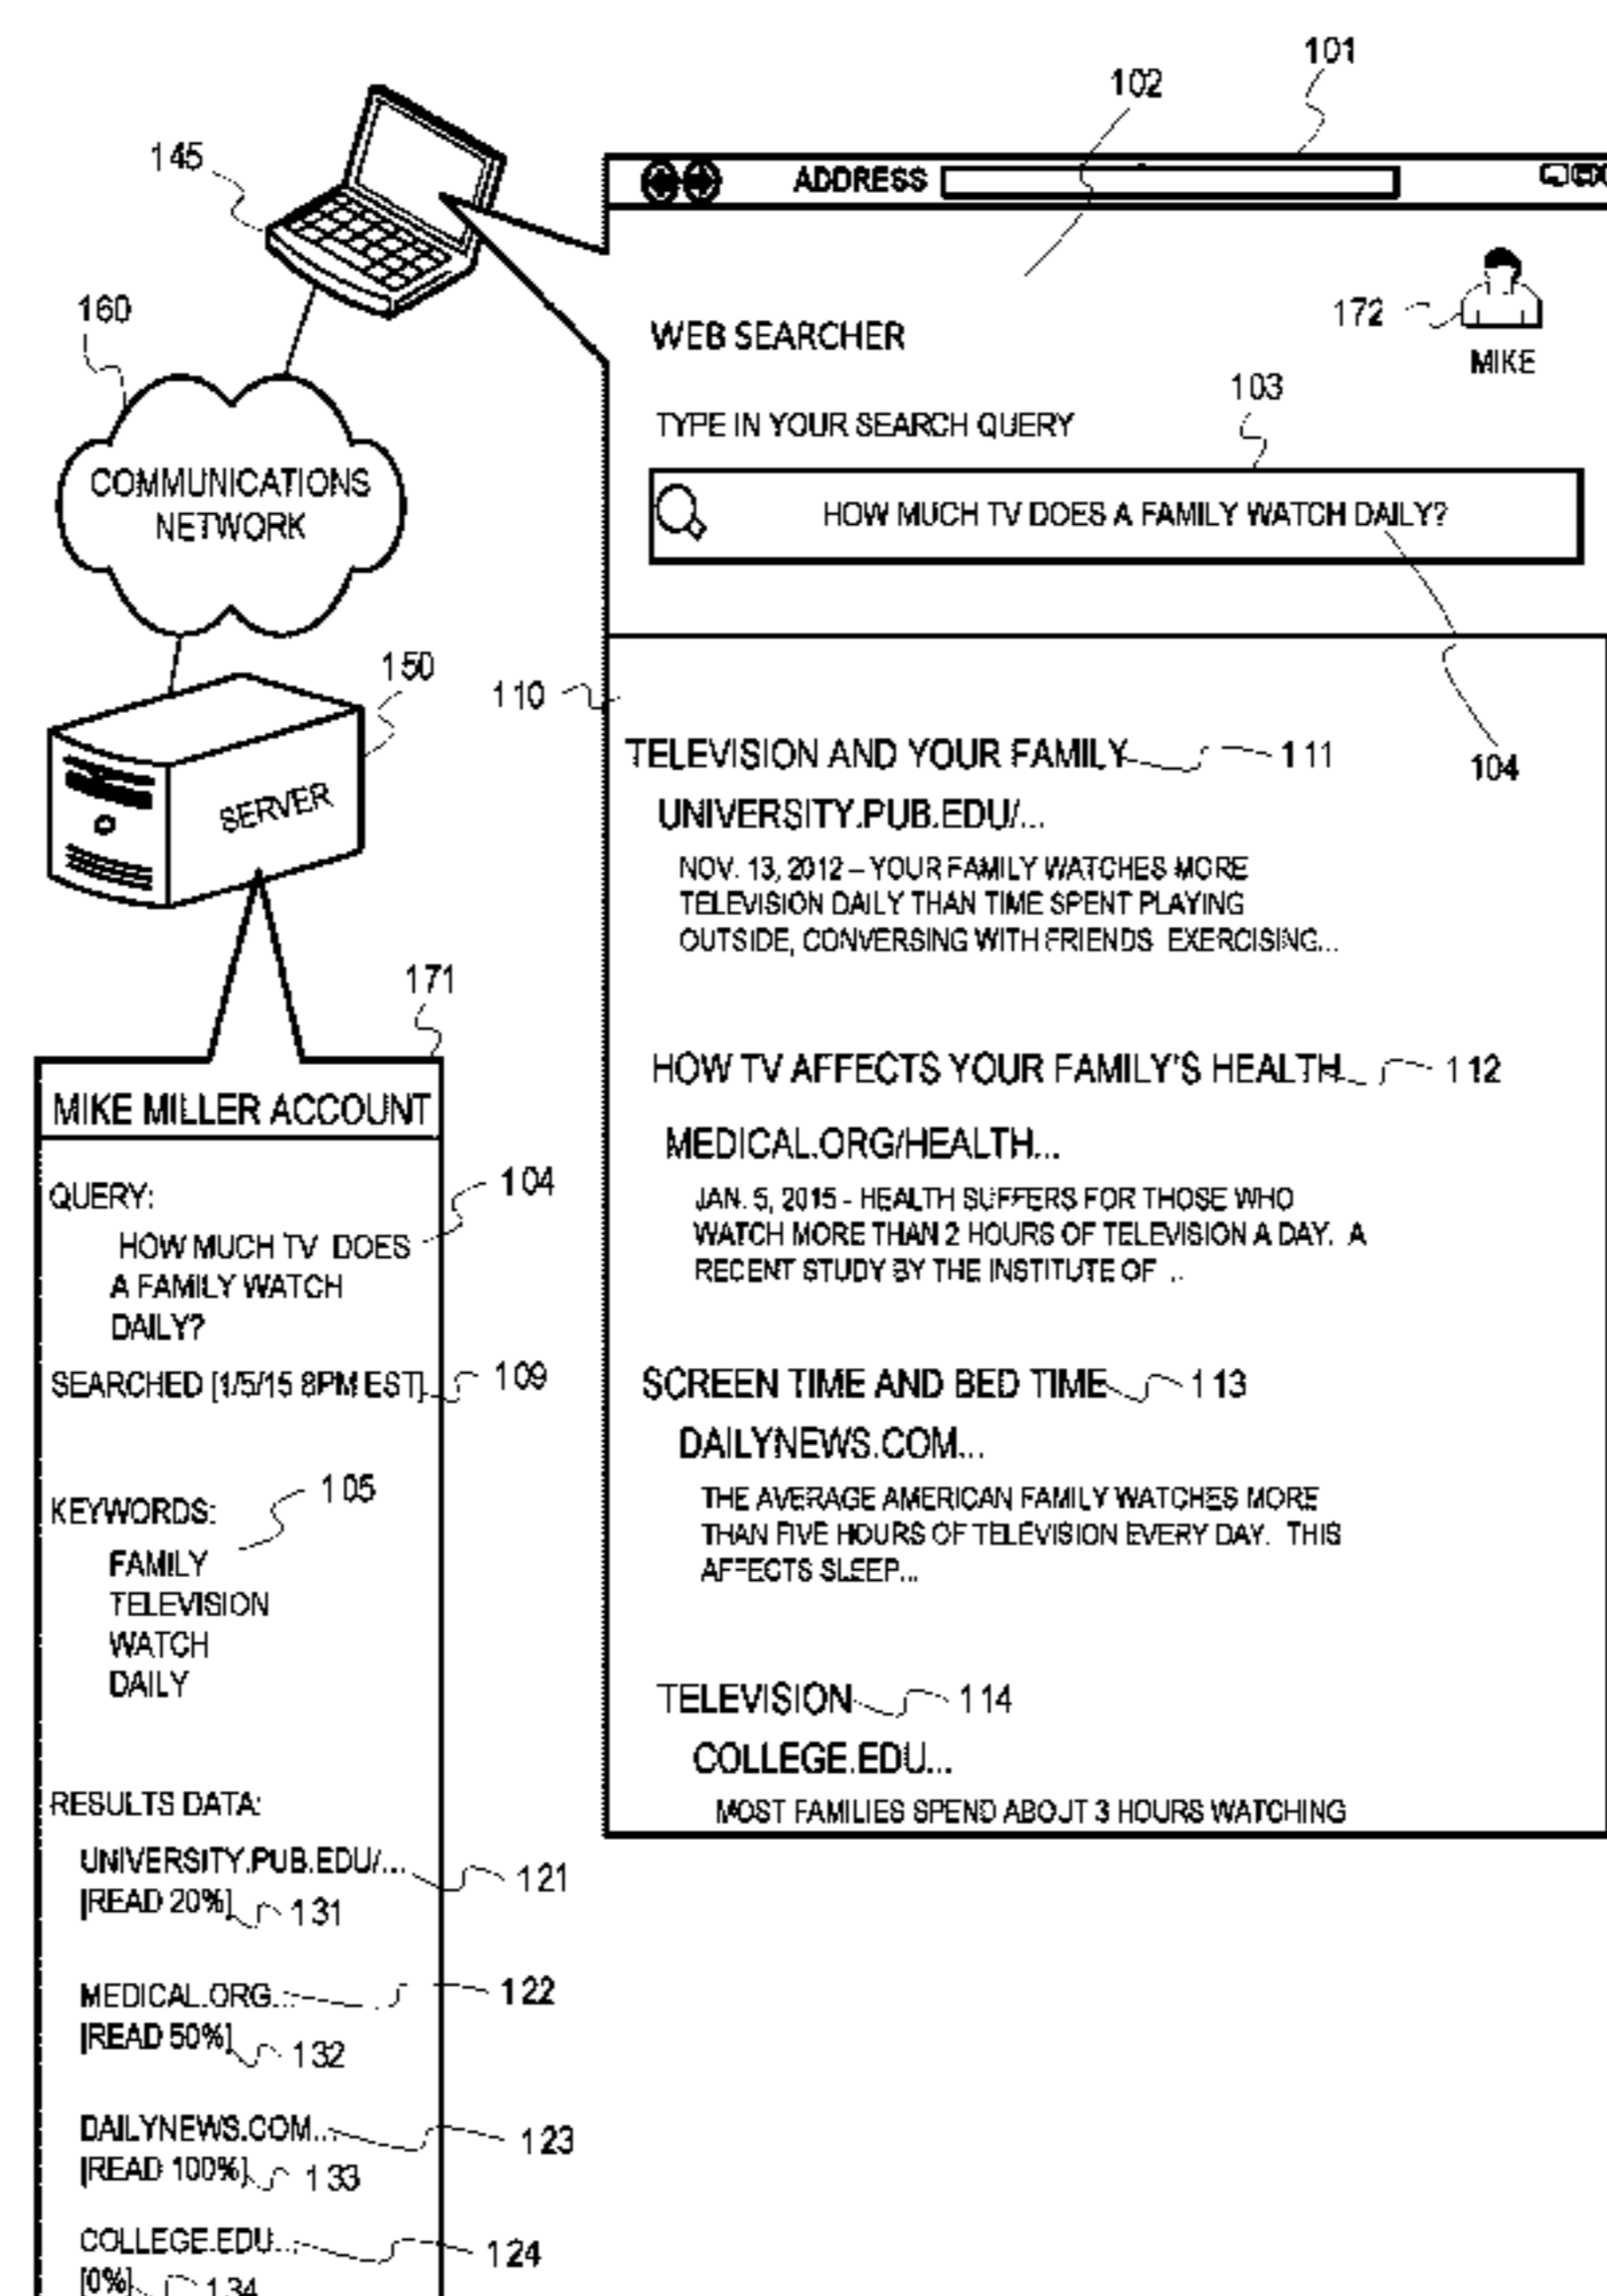 101
102
145
ADDRESS
160
172
WEB SEARCHER
MIKE
103
TYPE IN YOUR SEARCH QUERY
COMMUNICATIONS
NETWORK
HOW MUCH TV DOES A FAMILY WATCH DAILY?
104
150
SERVER
110
TELEVISION AND YOUR FAMILY 111
UNIVERSITY.PUB.EDU/...
NOV. 13, 2012 – YOUR FAMILY WATCHES MORE
TELEVISION DAILY THAN TIME SPENT PLAYING
OUTSIDE, CONVERSING WITH FRIENDS EXERCISING...
HOW TV AFFECTS YOUR FAMILY'S HEALTH 112
MEDICAL.ORG/HEALTH...
JAN. 5, 2015 - HEALTH SUFFERS FOR THOSE WHO
WATCH MORE THAN 2 HOURS OF TELEVISION A DAY. A
RECENT STUDY BY THE INSTITUTE OF ..
SCREEN TIME AND BED TIME 113
DAILYNEWS.COM...
THE AVERAGE AMERICAN FAMILY WATCHES MORE
THAN FIVE HOURS OF TELEVISION EVERY DAY. THIS
AFFECTS SLEEP...
TELEVISION 114
COLLEGE.EDU...
MOST FAMILIES SPEND ABOUT 3 HOURS WATCHING
171
MIKE MILLER ACCOUNT
QUERY: 104
HOW MUCH TV DOES
A FAMILY WATCH
DAILY?
SEARCHED [1/5/15 8PM EST] 109
KEYWORDS: 105
FAMILY
TELEVISION
WATCH
DAILY
RESULTS DATA:
UNIVERSITY.PUB.EDU/... 121
[READ 20%] 131
MEDICAL.ORG... 122
[READ 50%] 132
DAILYNEWS.COM... 123
[READ 100%] 133
COLLEGE.EDU... 124
[0%] 134